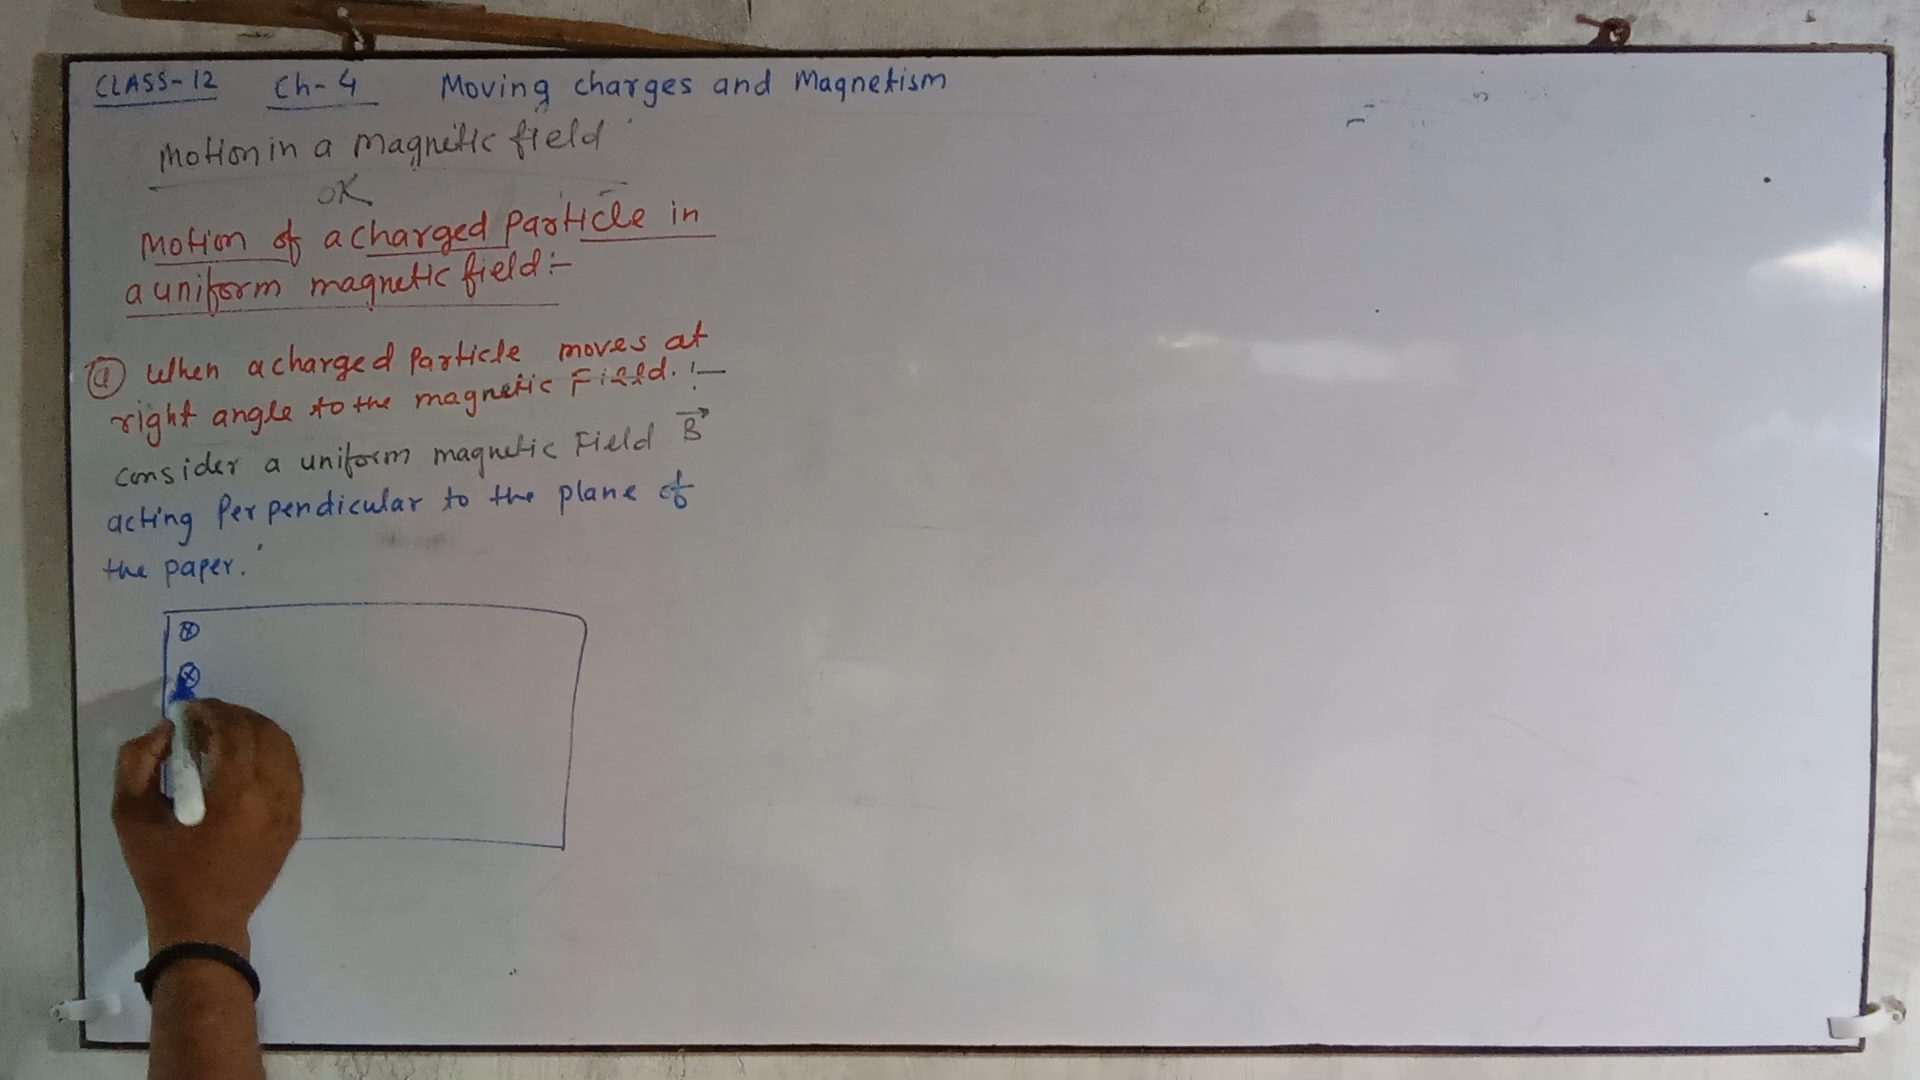 CLASS-12 Ch-4 Moving charges and Magnetism
Motion in a magnetic field
OR
Motion of a charged Particle in
a uniform magnetic field:-
(a) When a charged Particle moves at
right angle to the magnetic Field. :-
Consider a uniform magnetic Field B⃗
acting Perpendicular to the plane of
the paper.
⊗
⊗